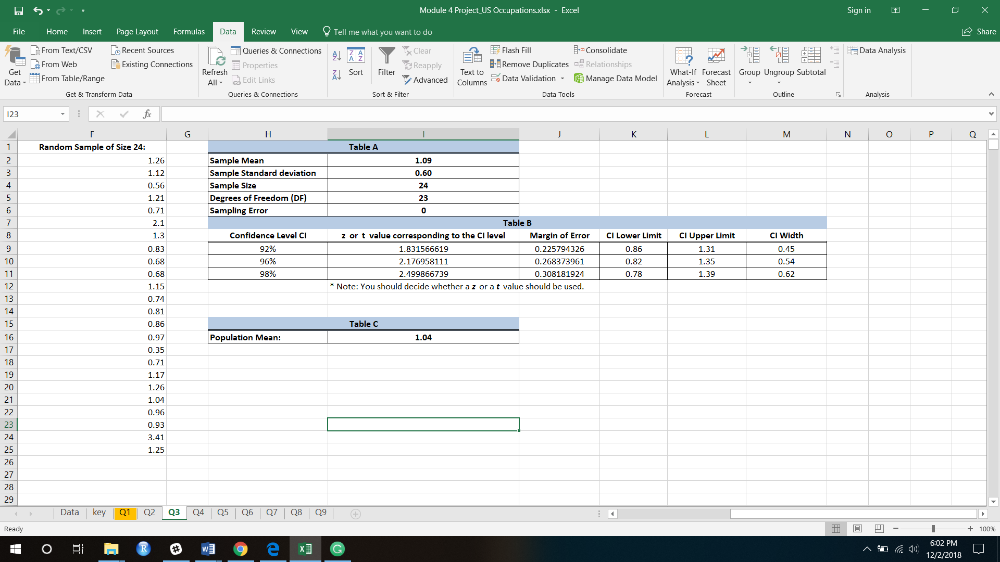 Module 4 Project_US Occupations.xlsx - Excel
Sign in
File Home Insert Page Layout Formulas Data Review View Tell me what you want to do Share
Get Data
From Text/CSV
From Web
From Table/Range
Recent Sources
Existing Connections
Get & Transform Data
Refresh All
Queries & Connections
Properties
Edit Links
Queries & Connections
Sort
Filter
Clear
Reapply
Advanced
Sort & Filter
Text to Columns
Flash Fill
Remove Duplicates
Data Validation
Consolidate
Relationships
Manage Data Model
Data Tools
What-If Analysis
Forecast Sheet
Forecast
Group
Ungroup
Subtotal
Outline
Data Analysis
Analysis
I23
fx
F G H I J K L M N O P Q
1 Random Sample of Size 24: Table A
2 1.26 Sample Mean 1.09
3 1.12 Sample Standard deviation 0.60
4 0.56 Sample Size 24
5 1.21 Degrees of Freedom (DF) 23
6 0.71 Sampling Error 0
7 2.1 Table B
8 1.3 Confidence Level CI z or t value corresponding to the CI level Margin of Error CI Lower Limit CI Upper Limit CI Width
9 0.83 92% 1.831566619 0.225794326 0.86 1.31 0.45
10 0.68 96% 2.176958111 0.268373961 0.82 1.35 0.54
11 0.68 98% 2.499866739 0.308181924 0.78 1.39 0.62
12 1.15 * Note: You should decide whether a z or a t value should be used.
13 0.74
14 0.81
15 0.86 Table C
16 0.97 Population Mean: 1.04
17 0.35
18 0.71
19 1.17
20 1.26
21 1.04
22 0.96
23 0.93
24 3.41
25 1.25
26
27
28
29
Data key Q1 Q2 Q3 Q4 Q5 Q6 Q7 Q8 Q9
Ready
100%
6:02 PM
12/2/2018